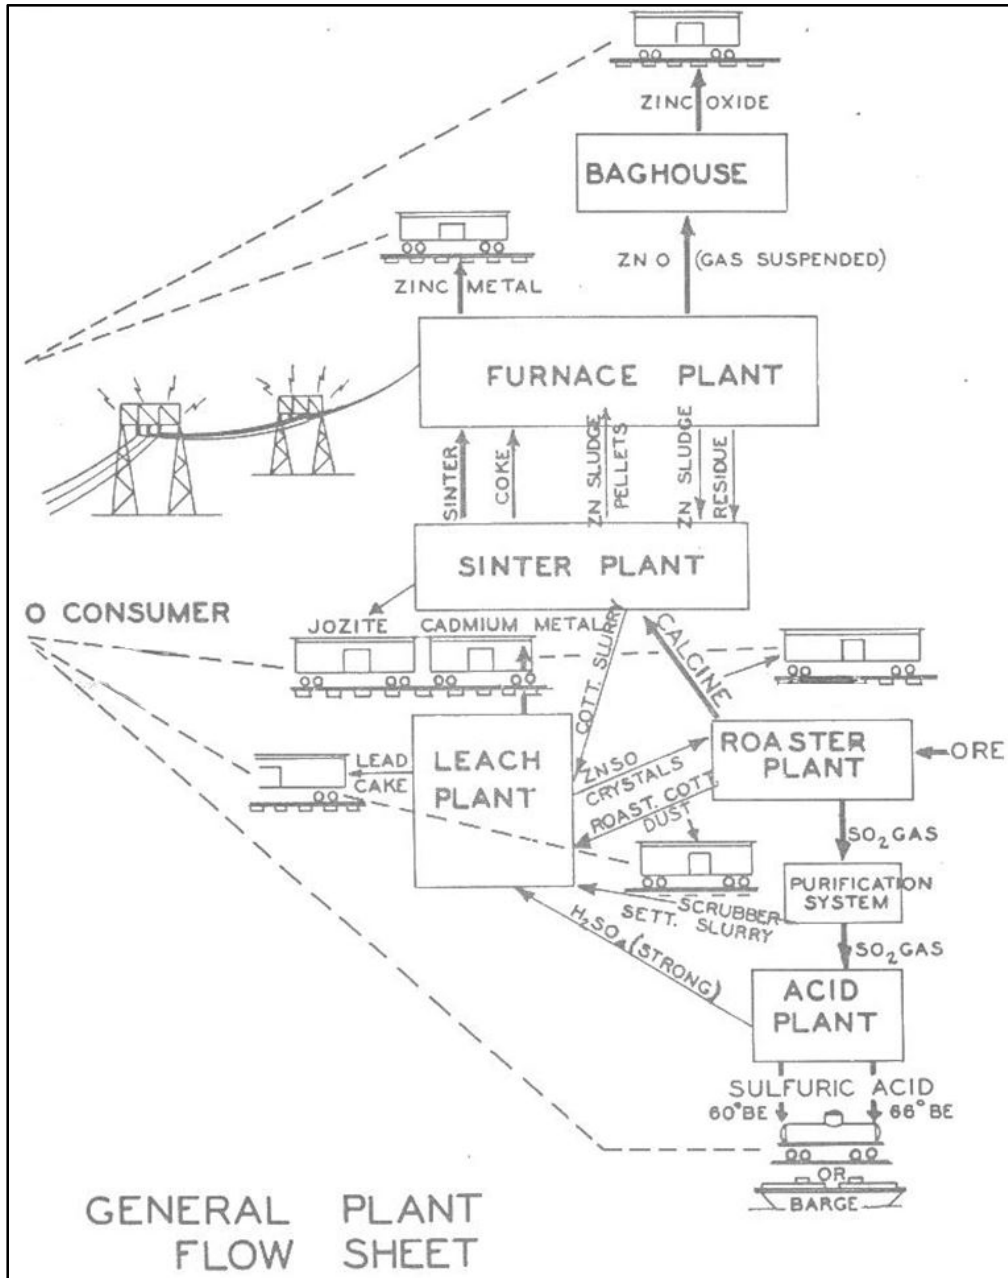 ZINC OXIDE
BAGHOUSE
ZN O (GAS SUSPENDED)
ZINC METAL
FURNACE PLANT
SINTER
COKE
ZN SLUDGE
PELLETS
ZN SLUDGE
RESIDUE
SINTER PLANT
O CONSUMER
JOZITE
CADMIUM METAL
COTT. SLURRY
CALCINE
ROASTER
PLANT
ORE
LEACH
PLANT
LEAD
CAKE
ZNSO
CRYSTALS
ROAST. COTT.
DUST
SO2 GAS
PURIFICATION
SYSTEM
SCRUBBER
SETT. SLURRY
SO2 GAS
H2SO4 (STRONG)
ACID
PLANT
SULFURIC ACID
60°BE
66°BE
OR
BARGE
GENERAL PLANT
FLOW SHEET